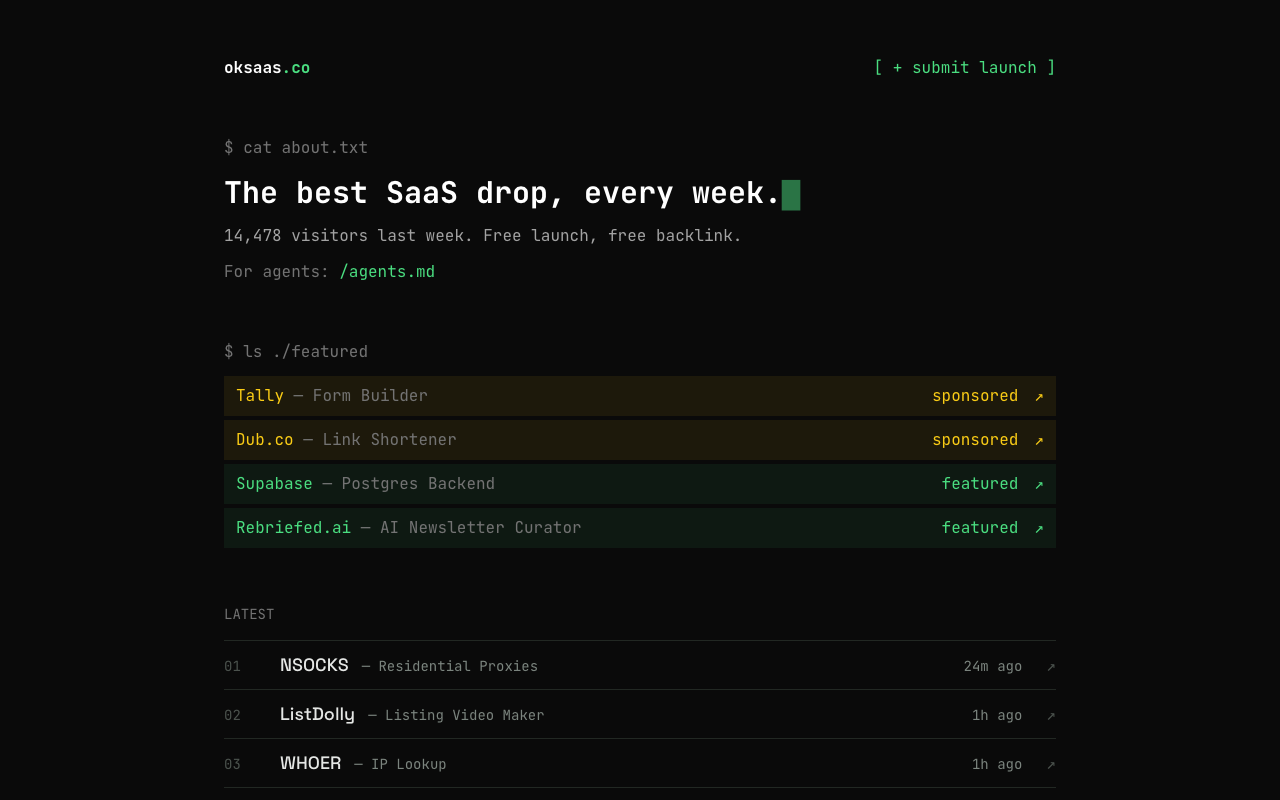 oksaas.co [ + submit launch ]
$ cat about.txt
The best SaaS drop, every week.
14,478 visitors last week. Free launch, free backlink.
For agents: /agents.md
$ ls ./featured
Tally — Form Builder sponsored ↗
Dub.co — Link Shortener sponsored ↗
Supabase — Postgres Backend featured ↗
Rebriefed.ai — AI Newsletter Curator featured ↗
LATEST
01 NSOCKS — Residential Proxies 24m ago ↗
02 ListDolly — Listing Video Maker 1h ago ↗
03 WHOER — IP Lookup 1h ago ↗